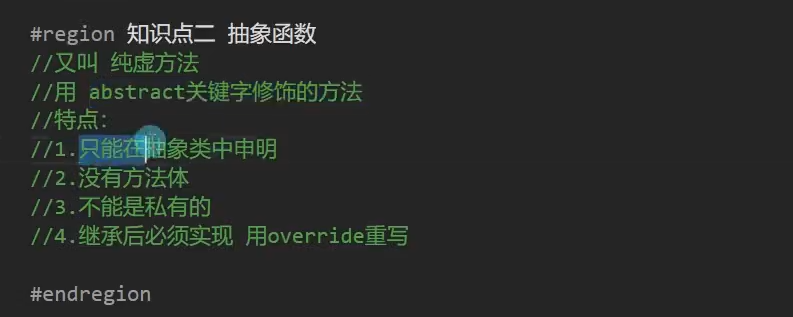 #region 知识点二 抽象函数
//又叫 纯虚方法
//用 abstract关键字修饰的方法
//特点:
//1.只能在抽象类中申明
//2.没有方法体
//3.不能是私有的
//4.继承后必须实现 用override重写
#endregion